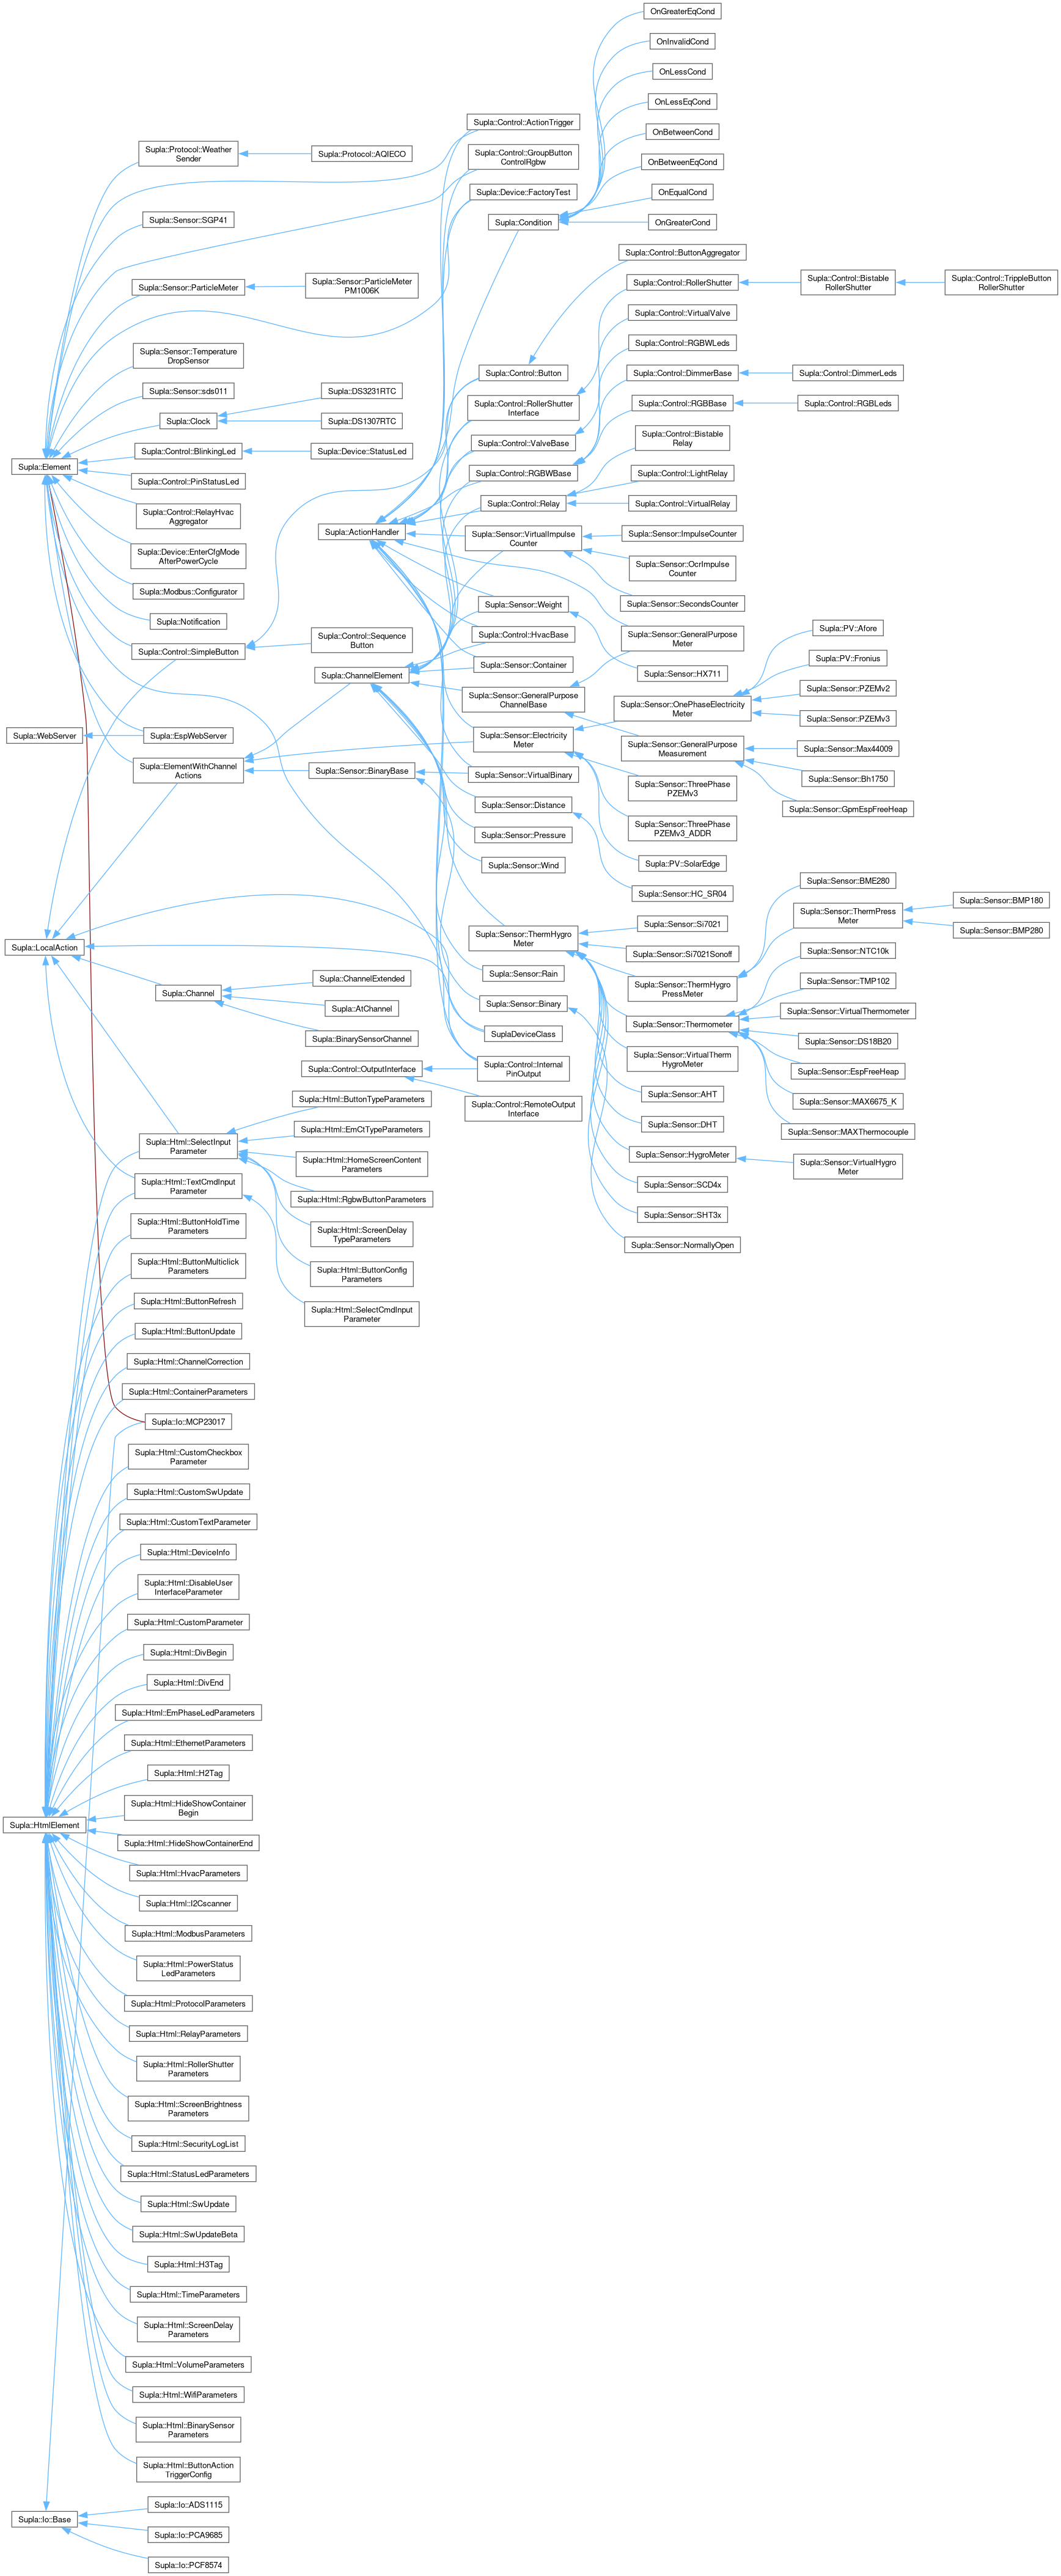 OnGreaterEqCond
OnInvalidCond
OnLessCond
OnLessEqCond
OnBetweenCond
OnBetweenEqCond
OnEqualCond
OnGreaterCond
Supla::Control::ActionTrigger
Supla::Control::GroupButton
ControlRgbw
Supla::Device::FactoryTest
Supla::Condition
Supla::Protocol::Weather
Sender
Supla::Protocol::AQIECO
Supla::Sensor::SGP41
Supla::Sensor::ParticleMeter
Supla::Sensor::ParticleMeter
PM1006K
Supla::Sensor::Temperature
DropSensor
Supla::Sensor::sds011
Supla::Clock
Supla::DS3231RTC
Supla::DS1307RTC
Supla::Control::BlinkingLed
Supla::Device::StatusLed
Supla::Element
Supla::Control::PinStatusLed
Supla::Control::RelayHvac
Aggregator
Supla::Device::EnterCfgMode
AfterPowerCycle
Supla::Modbus::Configurator
Supla::Notification
Supla::Control::SimpleButton
Supla::Control::Sequence
Button
Supla::WebServer
Supla::EspWebServer
Supla::ElementWithChannel
Actions
Supla::Sensor::BinaryBase
Supla::ActionHandler
Supla::ChannelElement
Supla::Control::ButtonAggregator
Supla::Control::RollerShutter
Supla::Control::Bistable
RollerShutter
Supla::Control::TrippleButton
RollerShutter
Supla::Control::VirtualValve
Supla::Control::RGBWLeds
Supla::Control::Button
Supla::Control::DimmerBase
Supla::Control::DimmerLeds
Supla::Control::RollerShutter
Interface
Supla::Control::RGBBase
Supla::Control::RGBLeds
Supla::Control::ValveBase
Supla::Control::Bistable
Relay
Supla::Control::RGBWBase
Supla::Control::LightRelay
Supla::Control::Relay
Supla::Control::VirtualRelay
Supla::Sensor::VirtualImpulse
Counter
Supla::Sensor::ImpulseCounter
Supla::Sensor::OcrImpulse
Counter
Supla::Sensor::SecondsCounter
Supla::Sensor::Weight
Supla::Control::HvacBase
Supla::Sensor::GeneralPurpose
Meter
Supla::Sensor::Container
Supla::Sensor::HX711
Supla::Sensor::GeneralPurpose
ChannelBase
Supla::PV::Afore
Supla::PV::Fronius
Supla::Sensor::PZEMv2
Supla::Sensor::OnePhaseElectricity
Meter
Supla::Sensor::PZEMv3
Supla::Sensor::Electricity
Meter
Supla::Sensor::GeneralPurpose
Measurement
Supla::Sensor::Max44009
Supla::Sensor::Bh1750
Supla::Sensor::GpmEspFreeHeap
Supla::Sensor::VirtualBinary
Supla::Sensor::ThreePhase
PZEMv3
Supla::Sensor::Distance
Supla::Sensor::ThreePhase
PZEMv3_ADDR
Supla::Sensor::Pressure
Supla::PV::SolarEdge
Supla::Sensor::Wind
Supla::Sensor::HC_SR04
Supla::Sensor::BME280
Supla::Sensor::ThermPress
Meter
Supla::Sensor::BMP180
Supla::Sensor::BMP280
Supla::Sensor::ThermHygro
Meter
Supla::Sensor::Si7021
Supla::Sensor::Si7021Sonoff
Supla::Sensor::NTC10k
Supla::Sensor::Rain
Supla::Sensor::ThermHygro
PressMeter
Supla::Sensor::TMP102
Supla::Sensor::Binary
Supla::Sensor::Thermometer
Supla::Sensor::VirtualThermometer
SuplaDeviceClass
Supla::Sensor::DS18B20
Supla::Sensor::VirtualTherm
HygroMeter
Supla::Sensor::EspFreeHeap
Supla::Control::Internal
PinOutput
Supla::Sensor::AHT
Supla::Sensor::MAX6675_K
Supla::Control::RemoteOutput
Interface
Supla::Sensor::DHT
Supla::Sensor::MAXThermocouple
Supla::Sensor::HygroMeter
Supla::Sensor::VirtualHygro
Meter
Supla::Sensor::SCD4x
Supla::Sensor::SHT3x
Supla::Sensor::NormallyOpen
Supla::LocalAction
Supla::Channel
Supla::ChannelExtended
Supla::AtChannel
Supla::BinarySensorChannel
Supla::Control::OutputInterface
Supla::Html::ButtonTypeParameters
Supla::Html::SelectInput
Parameter
Supla::Html::EmCtTypeParameters
Supla::Html::HomeScreenContent
Parameters
Supla::Html::TextCmdInput
Parameter
Supla::Html::RgbwButtonParameters
Supla::Html::ButtonHoldTime
Parameters
Supla::Html::ScreenDelay
TypeParameters
Supla::Html::ButtonMulticlick
Parameters
Supla::Html::ButtonConfig
Parameters
Supla::Html::ButtonRefresh
Supla::Html::SelectCmdInput
Parameter
Supla::Html::ButtonUpdate
Supla::Html::ChannelCorrection
Supla::Html::ContainerParameters
Supla::Io::MCP23017
Supla::Html::CustomCheckbox
Parameter
Supla::Html::CustomSwUpdate
Supla::Html::CustomTextParameter
Supla::Html::DeviceInfo
Supla::Html::DisableUser
InterfaceParameter
Supla::Html::CustomParameter
Supla::Html::DivBegin
Supla::Html::DivEnd
Supla::Html::EmPhaseLedParameters
Supla::Html::EthernetParameters
Supla::Html::H2Tag
Supla::Html::HideShowContainer
Begin
Supla::HtmlElement
Supla::Html::HideShowContainerEnd
Supla::Html::HvacParameters
Supla::Html::I2Cscanner
Supla::Html::ModbusParameters
Supla::Html::PowerStatus
LedParameters
Supla::Html::ProtocolParameters
Supla::Html::RelayParameters
Supla::Html::RollerShutter
Parameters
Supla::Html::ScreenBrightness
Parameters
Supla::Html::SecurityLogList
Supla::Html::StatusLedParameters
Supla::Html::SwUpdate
Supla::Html::SwUpdateBeta
Supla::Html::H3Tag
Supla::Html::TimeParameters
Supla::Html::ScreenDelay
Parameters
Supla::Html::VolumeParameters
Supla::Html::WifiParameters
Supla::Html::BinarySensor
Parameters
Supla::Html::ButtonAction
TriggerConfig
Supla::Io::Base
Supla::Io::ADS1115
Supla::Io::PCA9685
Supla::Io::PCF8574